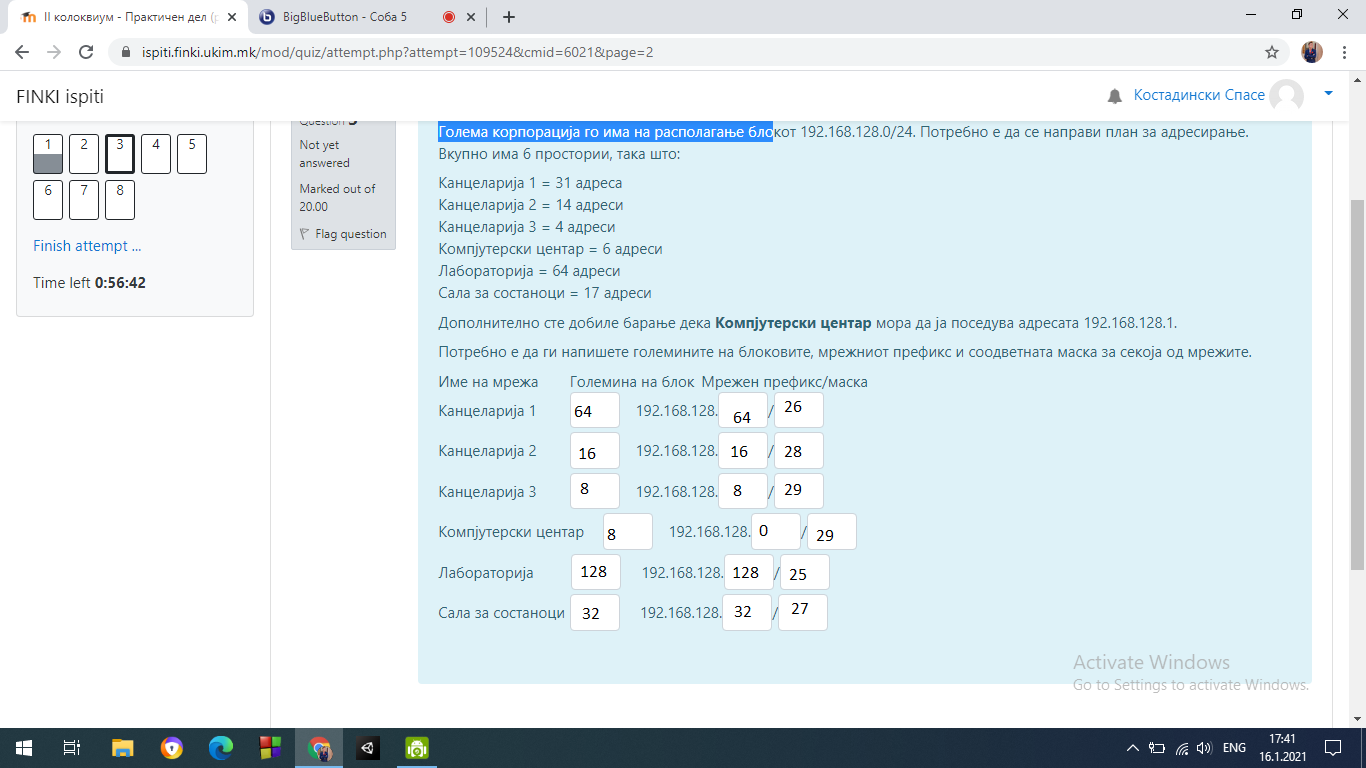 II колоквиум - Практичен дел (р
BigBlueButton - Соба 5
ispiti.finki.ukim.mk/mod/quiz/attempt.php?attempt=109524&cmid=6021&page=2
FINKI ispiti
Костадински Спасе
1 2 3 4 5
6 7 8
Finish attempt ...
Time left 0:56:42
Question 3
Not yet
answered
Marked out of
20.00
Flag question
Голема корпорација го има на располагање блокот 192.168.128.0/24. Потребно е да се направи план за адресирање.
Вкупно има 6 простории, така што:
Канцеларија 1 = 31 адреса
Канцеларија 2 = 14 адреси
Канцеларија 3 = 4 адреси
Компјутерски центар = 6 адреси
Лабораторија = 64 адреси
Сала за состаноци = 17 адреси
Дополнително сте добиле барање дека Компјутерски центар мора да ја поседува адресата 192.168.128.1.
Потребно е да ги напишете големините на блоковите, мрежниот префикс и соодветната маска за секоја од мрежите.
Име на мрежа Големина на блок Мрежен префикс/маска
Канцеларија 1 64 192.168.128. 64 / 26
Канцеларија 2 16 192.168.128. 16 / 28
Канцеларија 3 8 192.168.128. 8 / 29
Компјутерски центар 8 192.168.128. 0 / 29
Лабораторија 128 192.168.128. 128 / 25
Сала за состаноци 32 192.168.128. 32 / 27
Activate Windows
Go to Settings to activate Windows.
ENG
17:41
16.1.2021